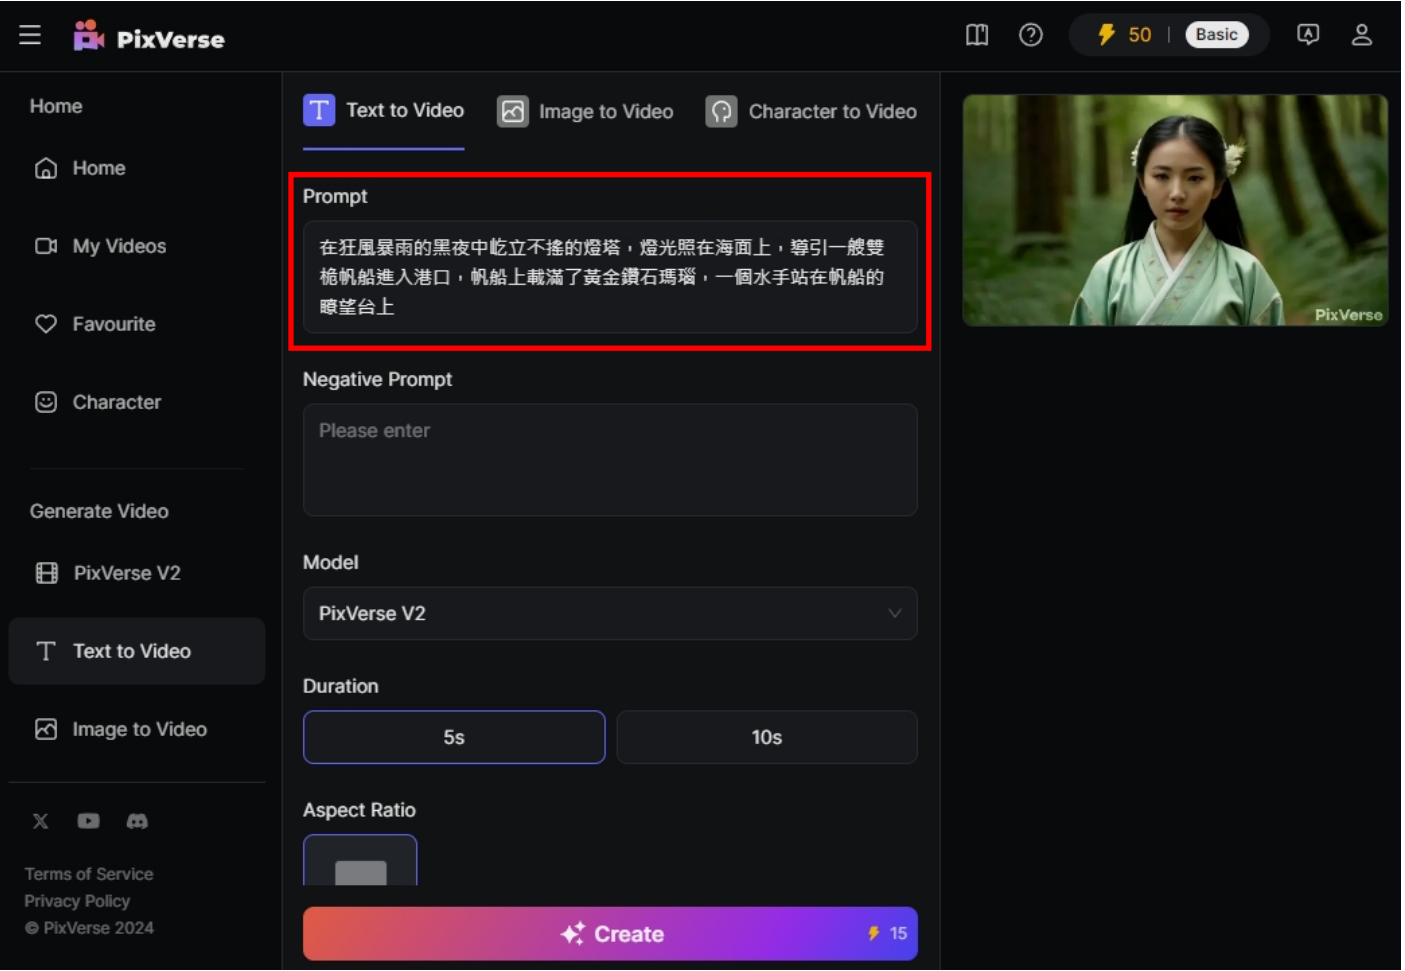 PixVerse
50
Basic
Home
Home
My Videos
Favourite
Character
Generate Video
PixVerse V2
Text to Video
Image to Video
Terms of Service
Privacy Policy
© PixVerse 2024
Text to Video
Image to Video
Character to Video
Prompt
在狂風暴雨的黑夜中屹立不搖的燈塔，燈光照在海面上，導引一艘雙
桅帆船進入港口，帆船上載滿了黃金鑽石瑪瑙，一個水手站在帆船的
瞭望台上
Negative Prompt
Please enter
Model
PixVerse V2
Duration
5s
10s
Aspect Ratio
Create
15
PixVerse